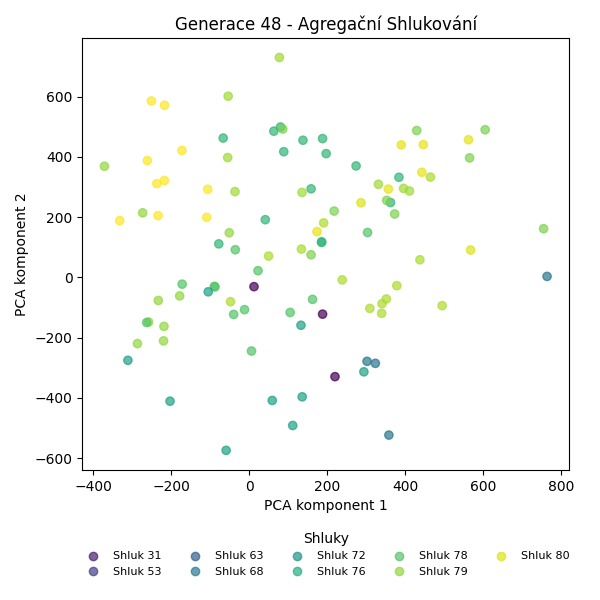 Generace 48 - Agregační Shlukování
PCA komponent 2
600
400
200
0
−200
−400
−600
−400
−200
0
200
400
600
800
PCA komponent 1
Shluky
Shluk 31
Shluk 63
Shluk 72
Shluk 78
Shluk 80
Shluk 53
Shluk 68
Shluk 76
Shluk 79